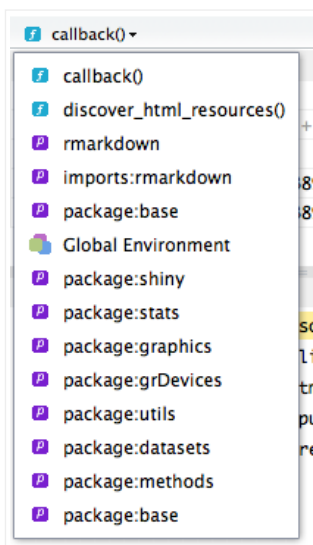 callback()
callback()
discover_html_resources()
rmarkdown
imports:rmarkdown
package:base
Global Environment
package:shiny
package:stats
package:graphics
package:grDevices
package:utils
package:datasets
package:methods
package:base